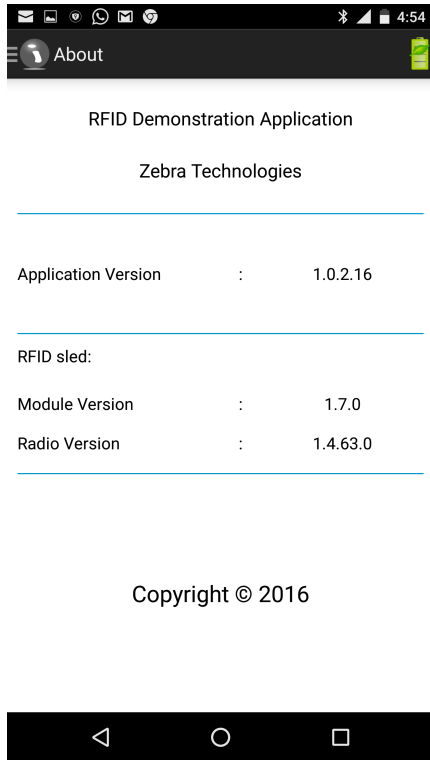 4:54
About
RFID Demonstration Application
Zebra Technologies
Application Version : 1.0.2.16
RFID sled:
Module Version : 1.7.0
Radio Version : 1.4.63.0
Copyright © 2016